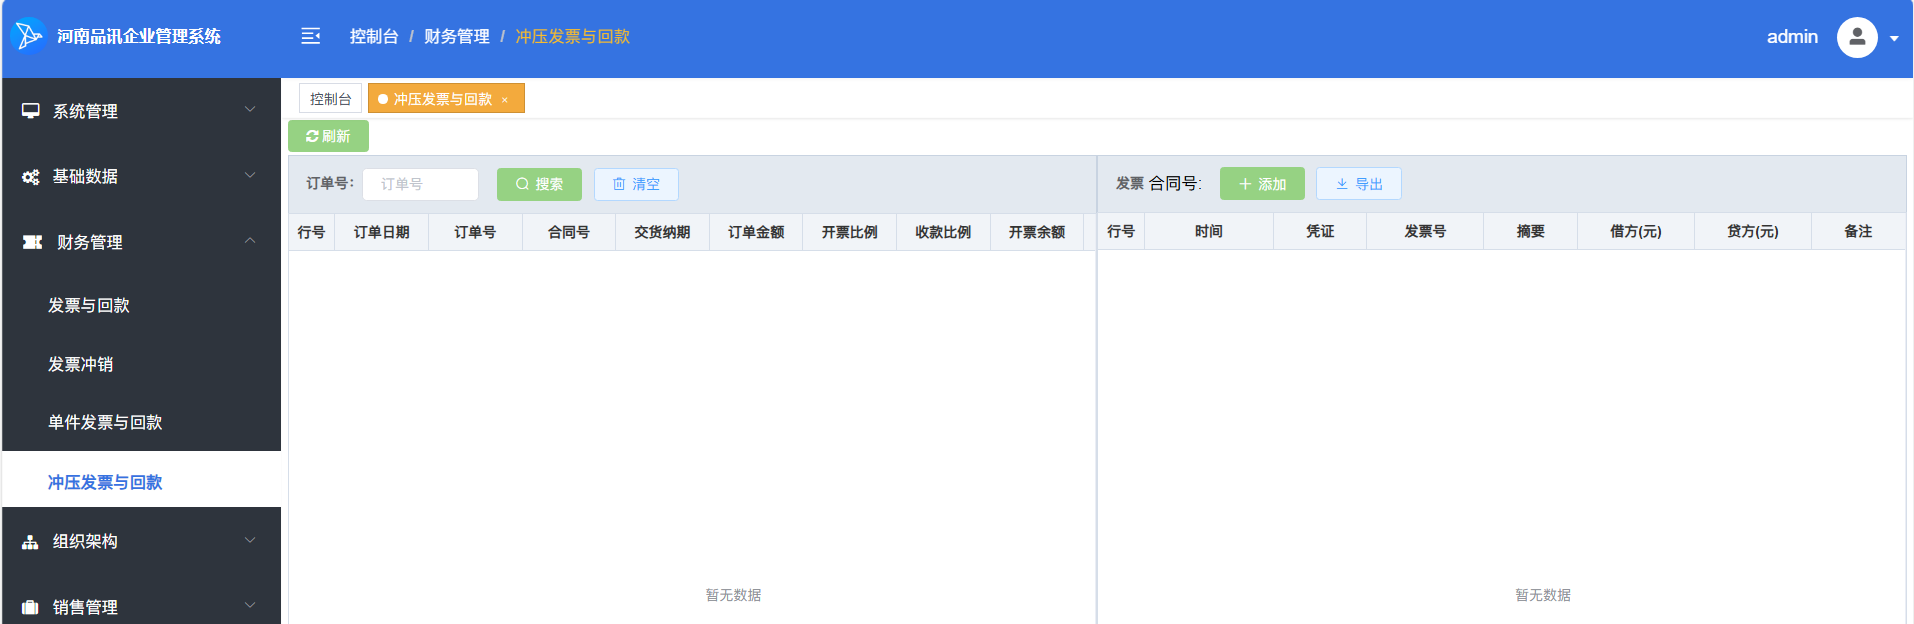 河南品讯企业管理系统
控制台 / 财务管理 / 冲压发票与回款
admin
系统管理
基础数据
财务管理
发票与回款
发票冲销
单件发票与回款
冲压发票与回款
组织架构
销售管理
控制台
冲压发票与回款 ×
刷新
订单号: 订单号 搜索 清空
行号 订单日期 订单号 合同号 交货纳期 订单金额 开票比例 收款比例 开票余额
暂无数据
发票 合同号: 添加 导出
行号 时间 凭证 发票号 摘要 借方(元) 贷方(元) 备注
暂无数据